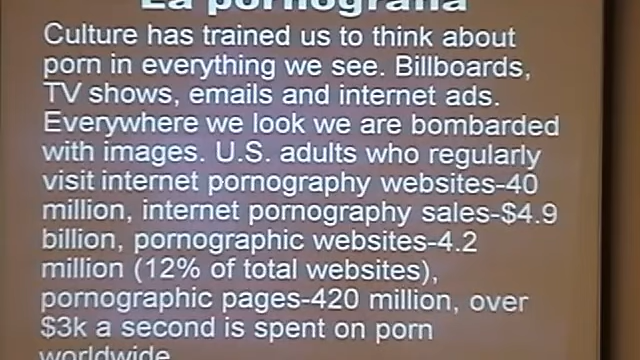 La pornografia
Culture has trained us to think about
porn in everything we see. Billboards,
TV shows, emails and internet ads.
Everywhere we look we are bombarded
with images. U.S. adults who regularly
visit internet pornography websites-40
million, internet pornography sales-$4.9
billion, pornographic websites-4.2
million (12% of total websites),
pornographic pages-420 million, over
$3k a second is spent on porn
worldwide